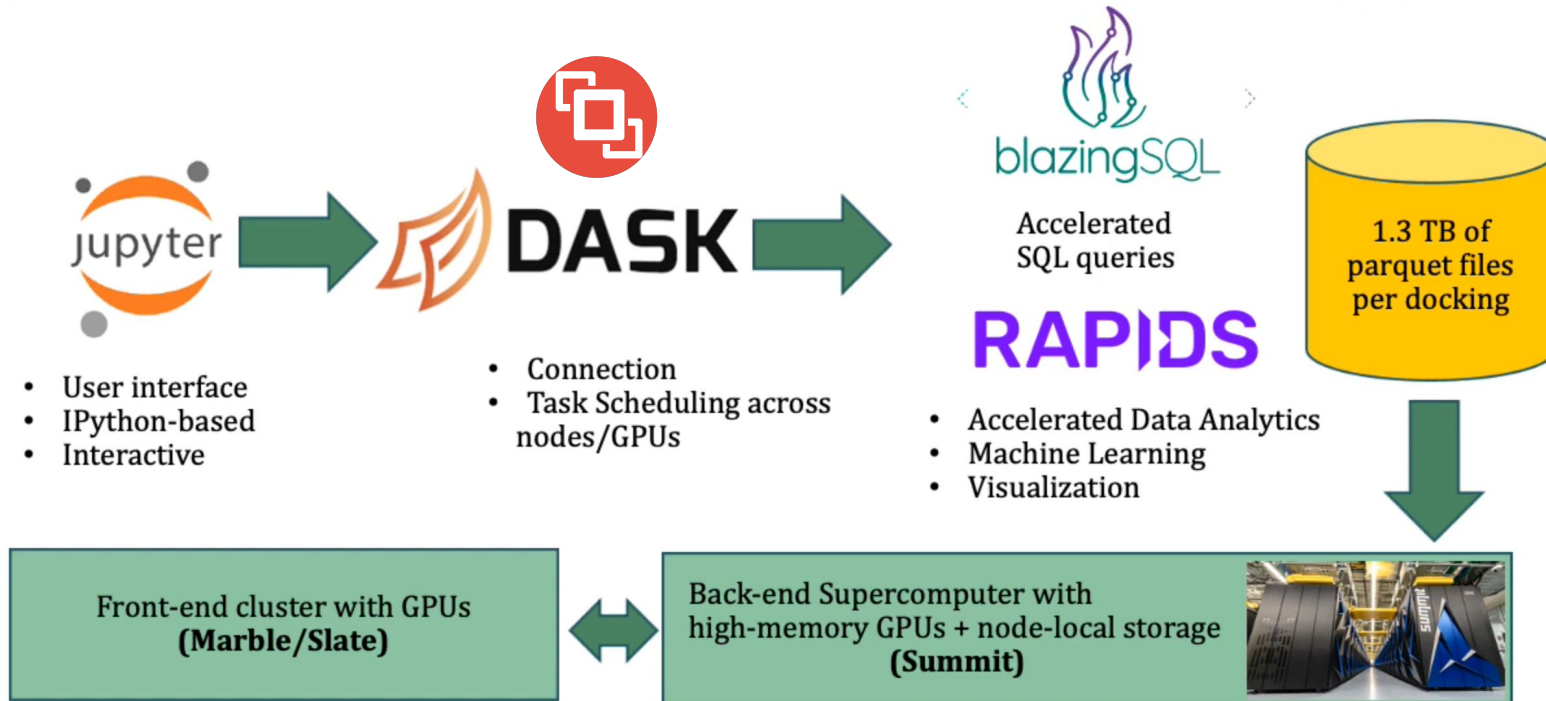 jupyter
• User interface
• IPython-based
• Interactive
DASK
• Connection
• Task Scheduling across
nodes/GPUs
blazingSQL
Accelerated
SQL queries
RAPIDS
• Accelerated Data Analytics
• Machine Learning
• Visualization
1.3 TB of
parquet files
per docking
Front-end cluster with GPUs
(Marble/Slate)
Back-end Supercomputer with
high-memory GPUs + node-local storage
(Summit)
summit